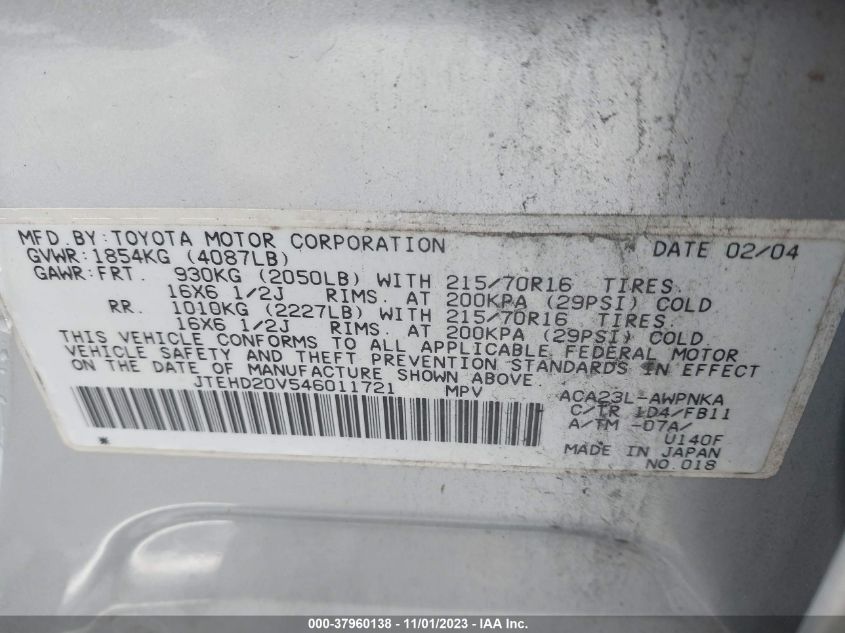 MFD.BY:TOYOTA MOTOR CORPORATION DATE 02/04
GVWR:1854KG (4087LB)
GAWR:FRT. 930KG (2050LB) WITH 215/70R16 TIRES.
16X6 1/2J RIMS. AT 200KPA (29PSI) COLD
RR. 1010KG (2227LB) WITH 215/70R16 TIRES.
16X6 1/2J RIMS. AT 200KPA (29PSI) COLD.
THIS VEHICLE CONFORMS TO ALL APPLICABLE FEDERAL MOTOR
VEHICLE SAFETY AND THEFT PREVENTION STANDARDS IN EFFECT
ON THE DATE OF MANUFACTURE SHOWN ABOVE.
JTEHD20V546011721 MPV ACA23L-AWPNKA
C/TR 1D4/FB11
A/TM -07A/
U140F
MADE IN JAPAN
NO.018
000-37960138 - 11/01/2023 - IAA Inc.